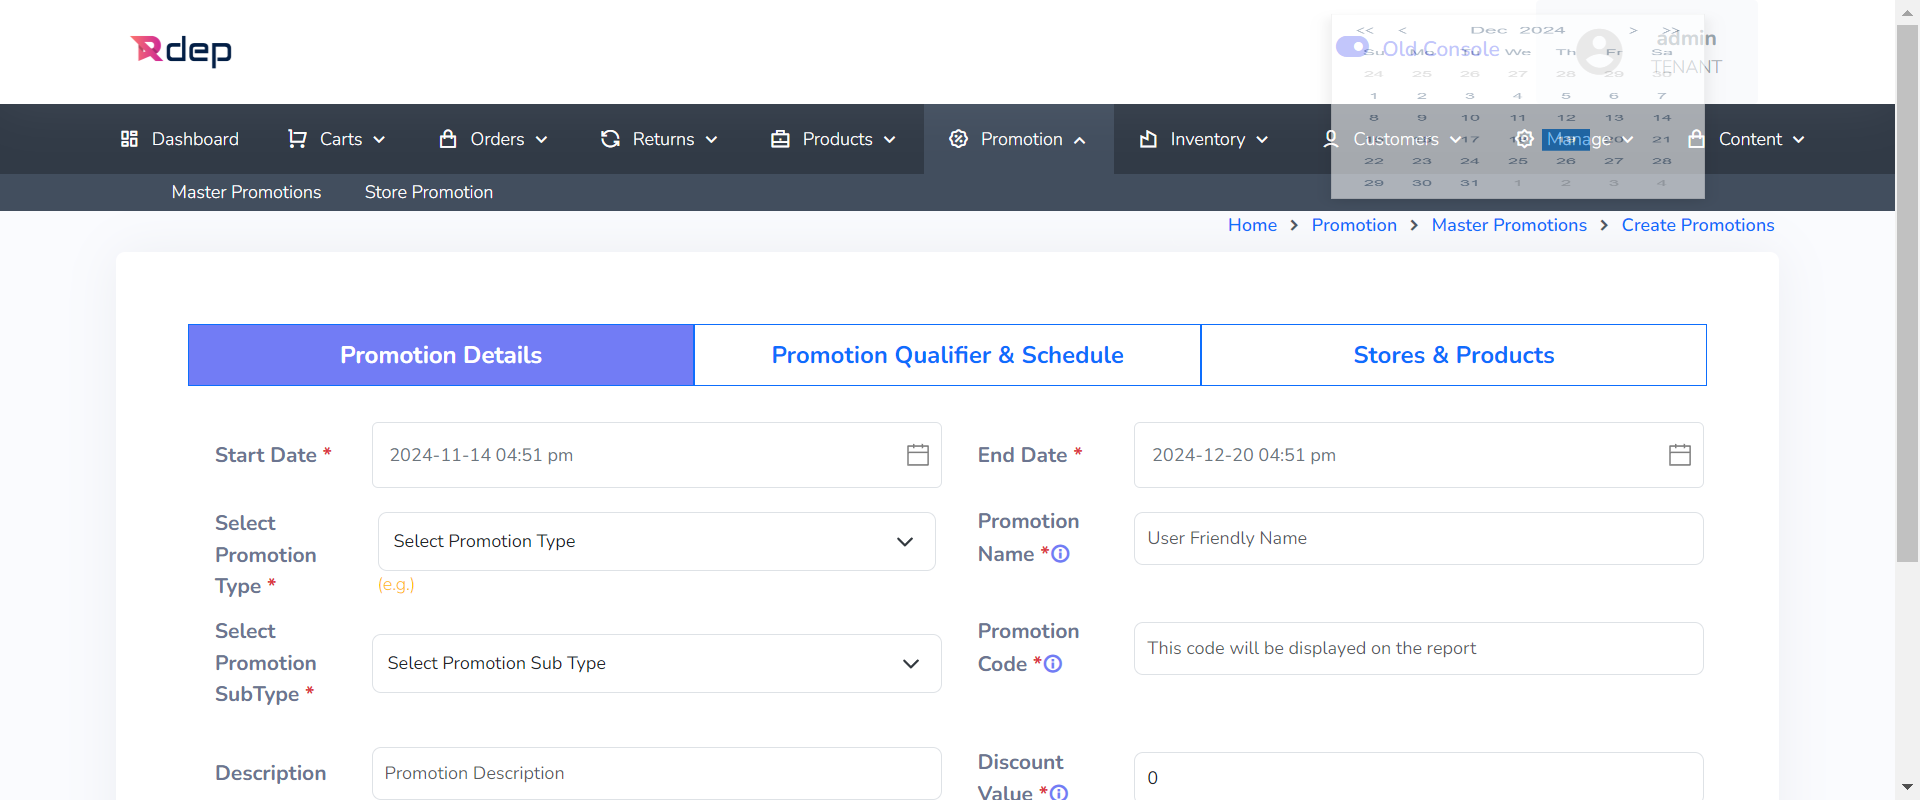 Rdep
<< < Dec 2024 > >>
Old Console
admin
TENANT
Su Mo Tu We Th Fr Sa
24 25 26 27 28 29 30
1 2 3 4 5 6 7
8 9 10 11 12 13 14
17 19 20 21
22 23 24 25 26 27 28
29 30 31 1 2 3 4
Dashboard Carts Orders Returns Products Promotion Inventory Customers Manage Content
Master Promotions Store Promotion
Home > Promotion > Master Promotions > Create Promotions
Promotion Details Promotion Qualifier & Schedule Stores & Products
Start Date * 2024-11-14 04:51 pm End Date * 2024-12-20 04:51 pm
Select
Promotion
Type *
Select Promotion Type
(e.g.)
Promotion
Name *
User Friendly Name
Select
Promotion
SubType *
Select Promotion Sub Type
Promotion
Code *
This code will be displayed on the report
Description Promotion Description
Discount
Value *
0